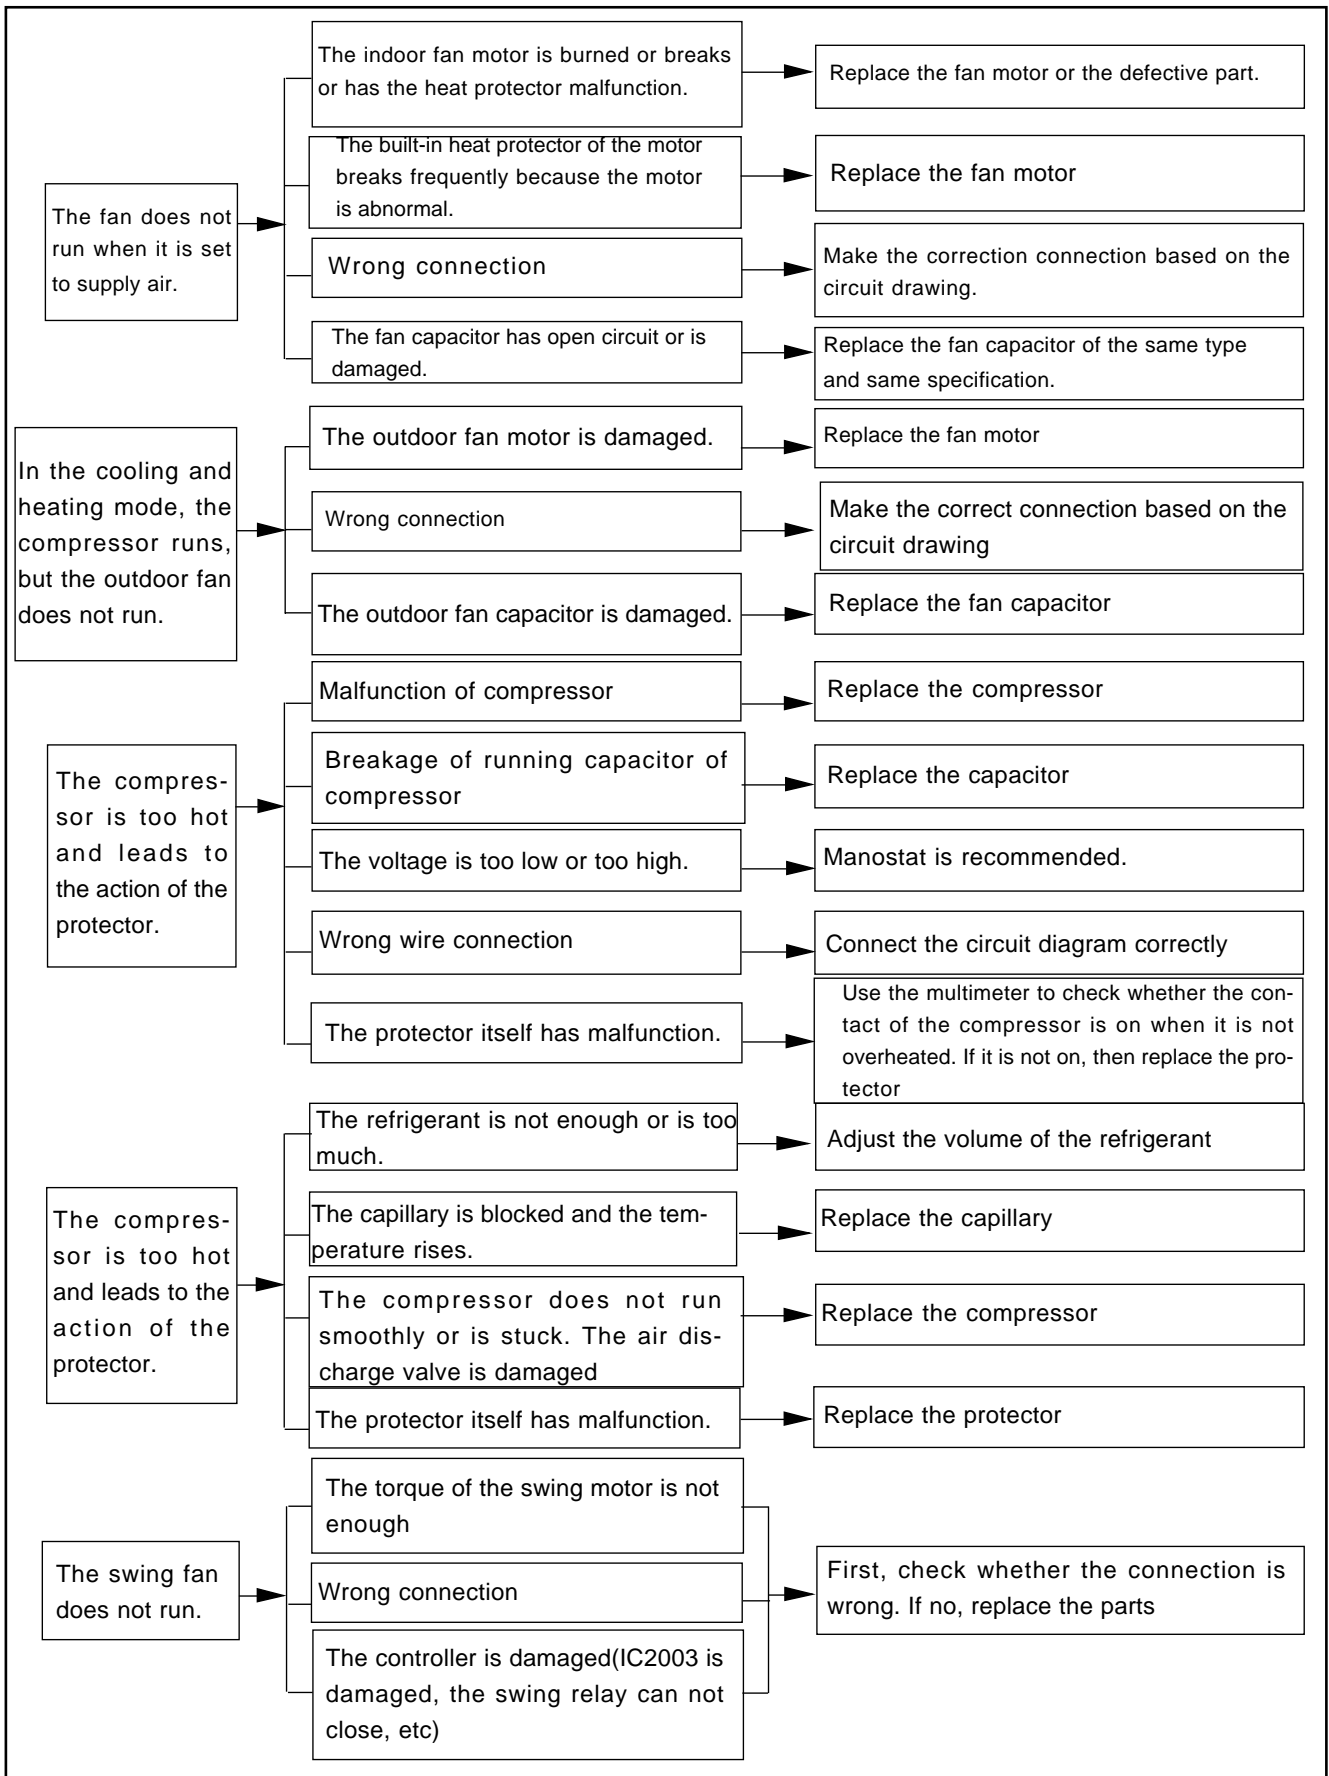 The indoor fan motor is burned or breaks
or has the heat protector malfunction.
Replace the fan motor or the defective part.
The built-in heat protector of the motor
breaks frequently because the motor
is abnormal.
Replace the fan motor
The fan does not
run when it is set
to supply air.
Wrong connection
Make the correction connection based on the
circuit drawing.
The fan capacitor has open circuit or is
damaged.
Replace the fan capacitor of the same type
and same specification.
In the cooling and
heating mode, the
compressor runs,
but the outdoor fan
does not run.
The outdoor fan motor is damaged.
Replace the fan motor
Wrong connection
Make the correct connection based on the
circuit drawing
The outdoor fan capacitor is damaged.
Replace the fan capacitor
The compres-
sor is too hot
and leads to
the action of the
protector.
Malfunction of compressor
Replace the compressor
Breakage of running capacitor of
compressor
Replace the capacitor
The voltage is too low or too high.
Manostat is recommended.
Wrong wire connection
Connect the circuit diagram correctly
The protector itself has malfunction.
Use the multimeter to check whether the con-
tact of the compressor is on when it is not
overheated. If it is not on, then replace the pro-
tector
The compres-
sor is too hot
and leads to the
action of the
protector.
The refrigerant is not enough or is too
much.
Adjust the volume of the refrigerant
The capillary is blocked and the tem-
perature rises.
Replace the capillary
The compressor does not run
smoothly or is stuck. The air dis-
charge valve is damaged
Replace the compressor
The protector itself has malfunction.
Replace the protector
The swing fan
does not run.
The torque of the swing motor is not
enough
Wrong connection
The controller is damaged(IC2003 is
damaged, the swing relay can not
close, etc)
First, check whether the connection is
wrong. If no, replace the parts